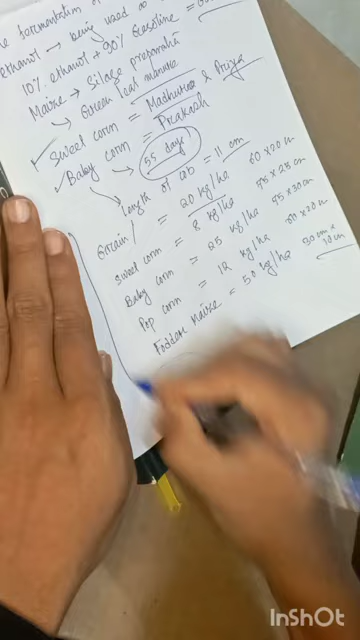 he fermentation of
ethanol → being used as
10% ethanol + 90% Gasoline =
Maize → Silage preparatn
→ Green leaf manure
✓ Sweet corn = Madhuri & Priya
✓ Baby corn = Prakash
→ 55 days
Length of cob = 11 cm
Grain = 20 kg/ha 60 x 20 cm
Sweet corn = 8 kg/ha 75 x 25 cm
Baby corn = 25 kg/ha 45 x 20 cm
Pop corn = 12 kg/ha 60 x 20 cm
Fodder Maize = 50 kg/ha 30 cm x 10 cm
InShOt